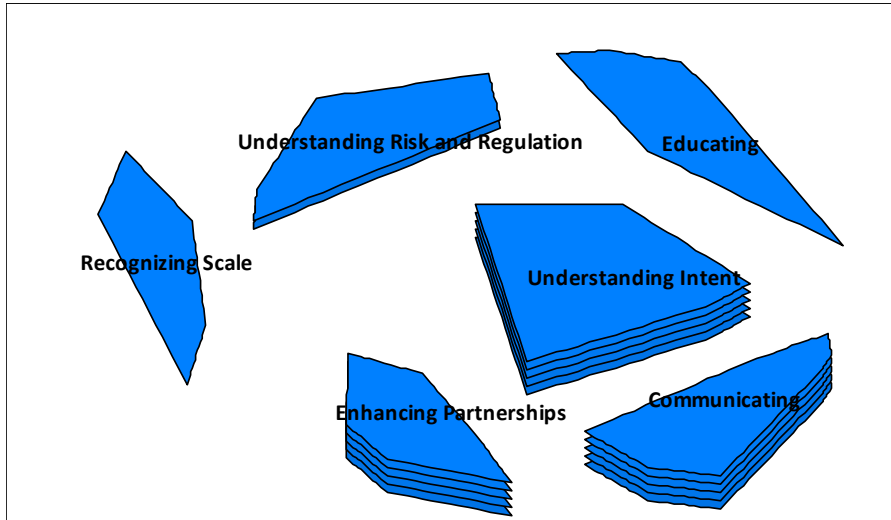 Understanding Risk and Regulation
Educating
Recognizing Scale
Understanding Intent
Enhancing Partnerships
Communicating